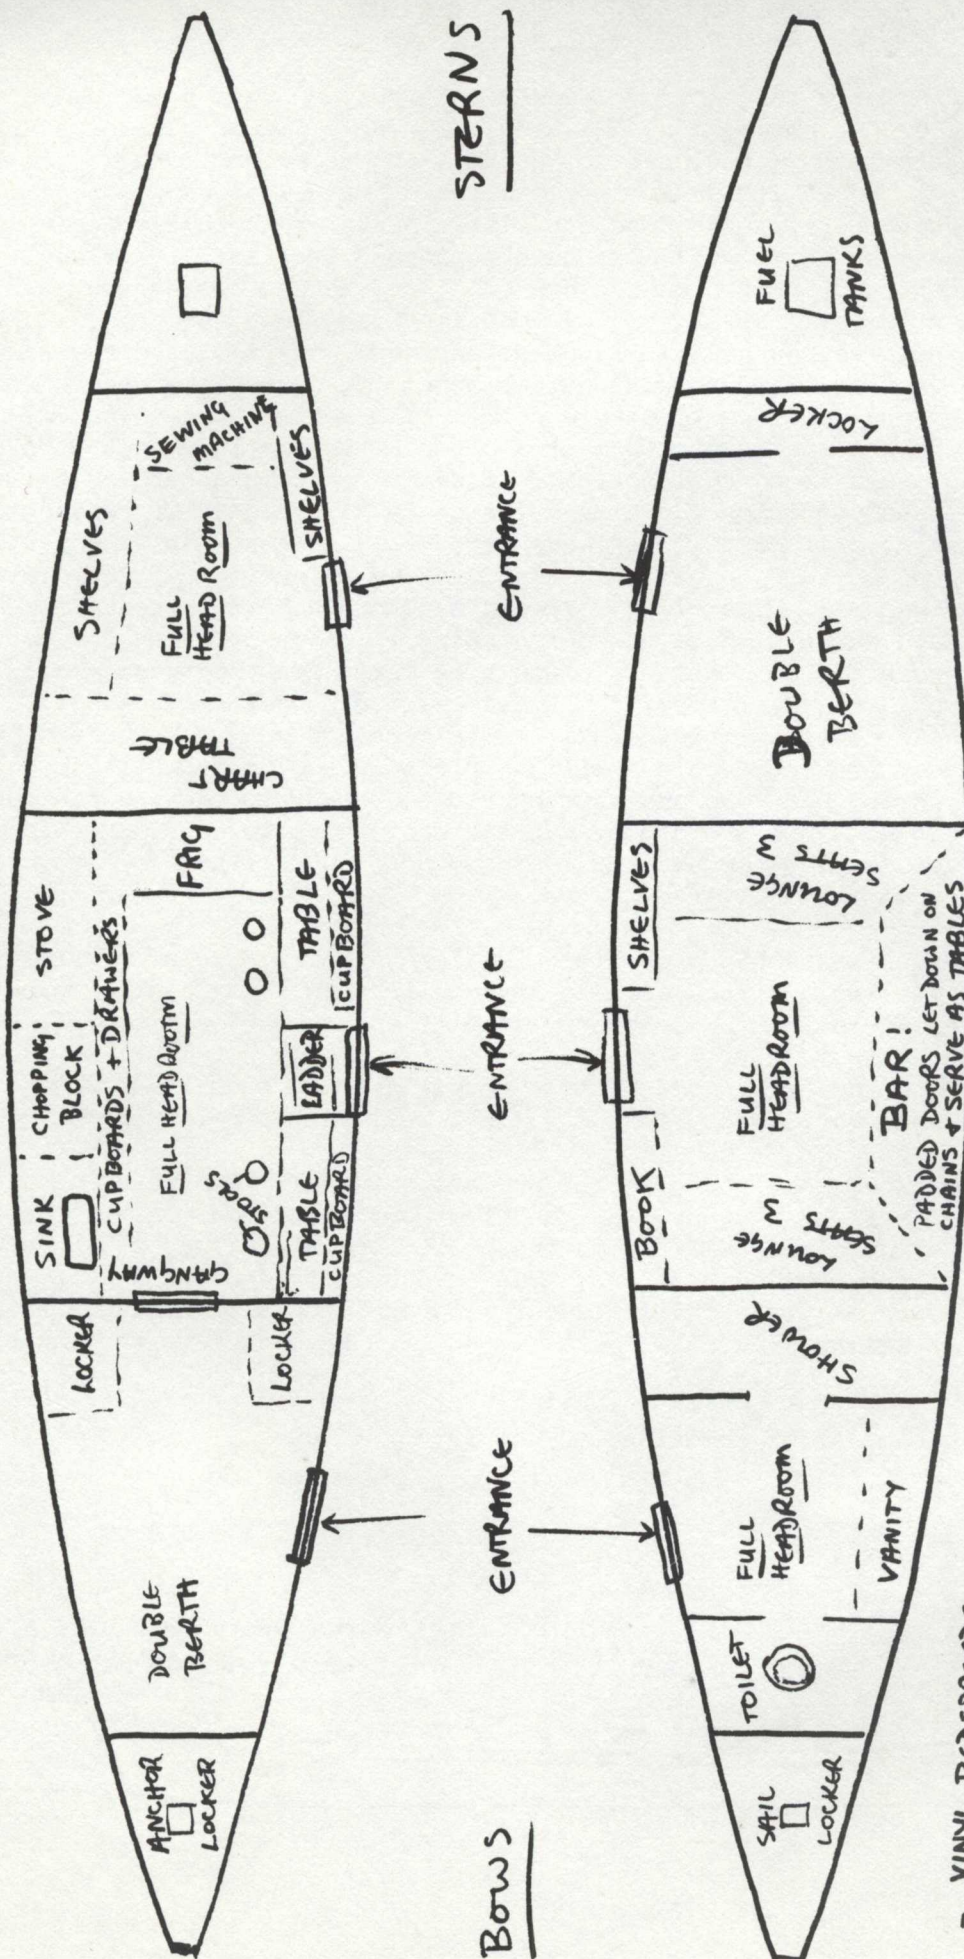 STERNS
SHELVES
SEWING
MACHINE
FULL
HEAD ROOM
SHELVES
CHART
TABLE
STOVE
CHOPPING
BLOCK
SINK
CUPBOARDS + DRAWERS
FRIG
FULL HEADROOM
STOOLS
GANGWAY
TABLE
CUPBOARD
LADDER
TABLE
CUPBOARD
LOCKER
LOCKER
DOUBLE
BERTH
ANCHOR
LOCKER
ENTRANCE
ENTRANCE
ENTRANCE
FUEL
TANKS
LOCKER
DOUBLE
BERTH
SHELVES
BOOK
LOUNGE
SEATS
FULL
HEADROOM
LOUNGE
SEATS
BAR!
PADDED DOORS LET DOWN ON
CHAINS & SERVE AS TABLES
SHOWER
FULL
HEADROOM
VANITY
TOILET
SAIL
LOCKER
BOWS
VINYL